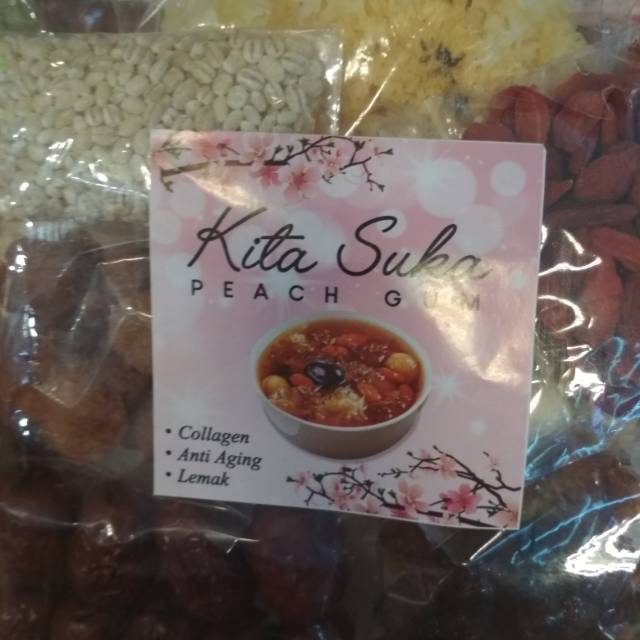 Kita Suka
PEACH GUM
• Collagen
• Anti Aging
• Lemak